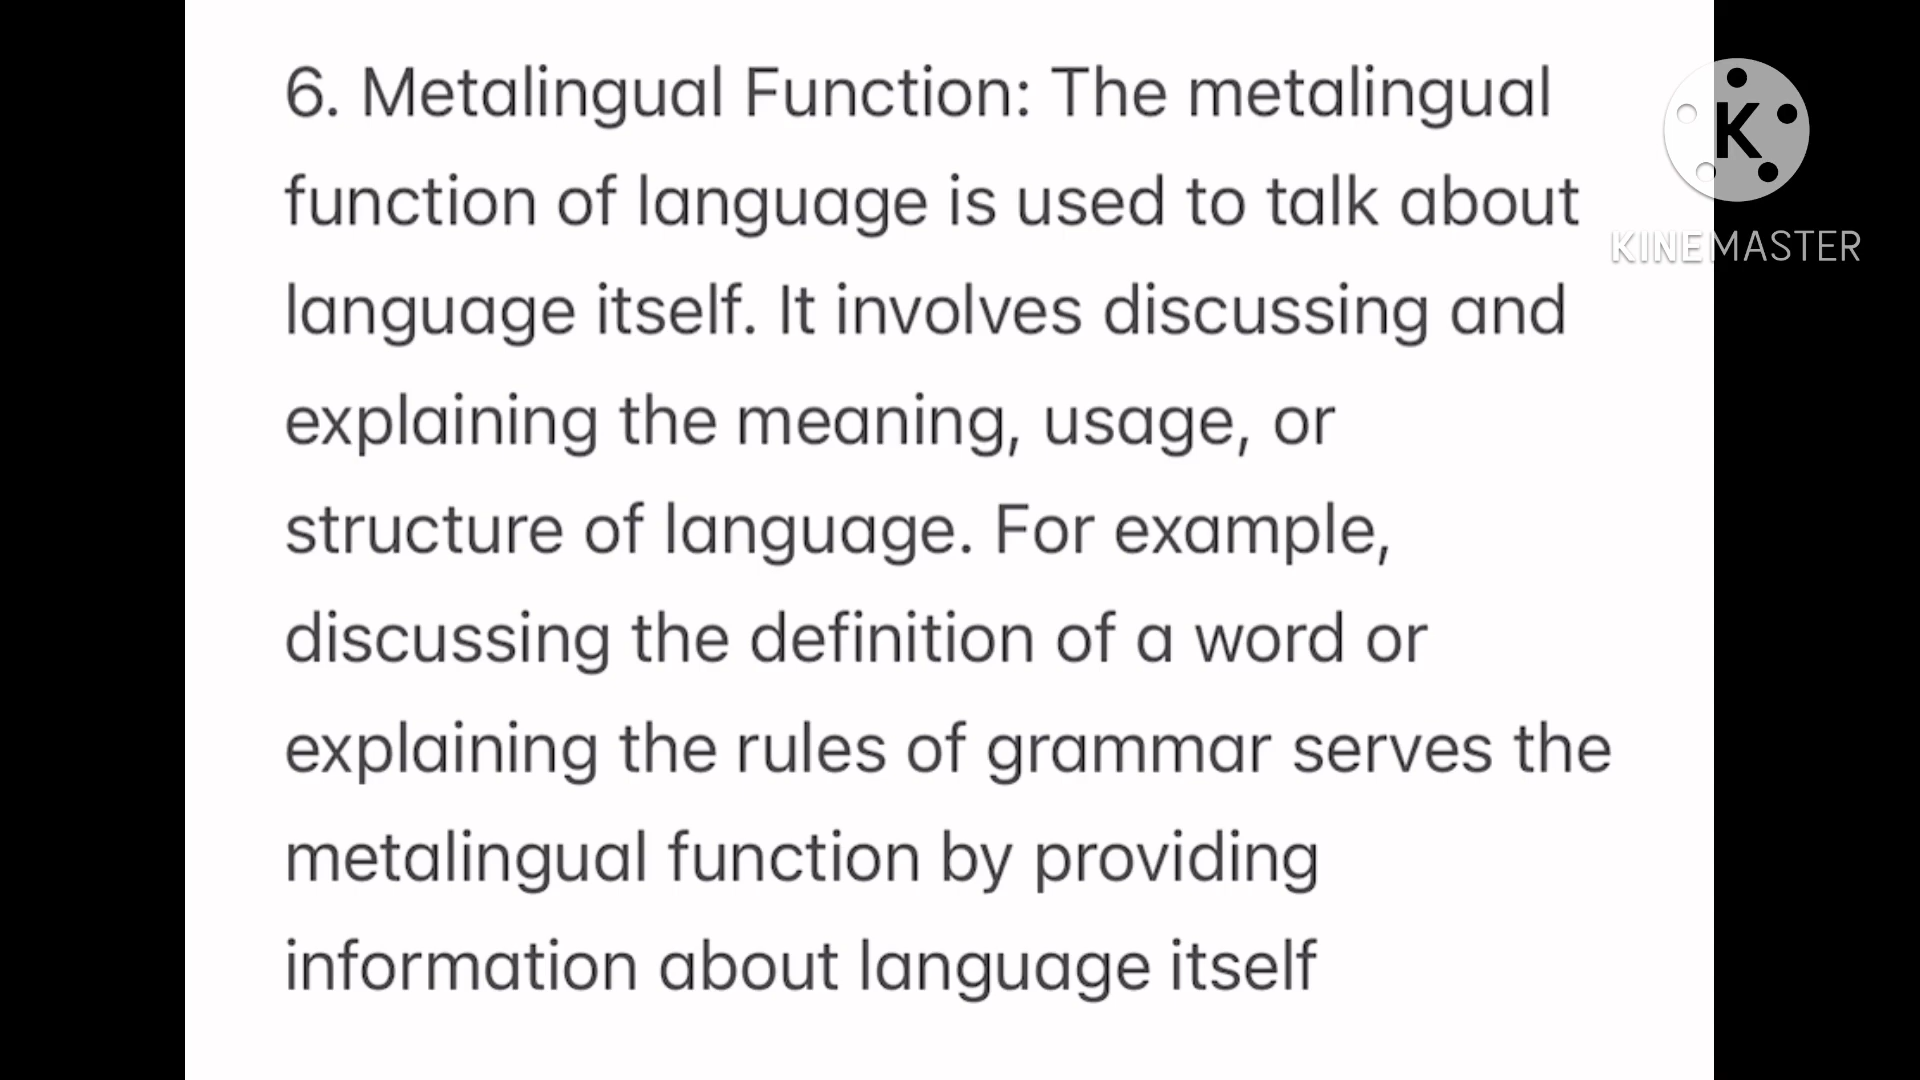 6. Metalingual Function: The metalingual
function of language is used to talk about
language itself. It involves discussing and
explaining the meaning, usage, or
structure of language. For example,
discussing the definition of a word or
explaining the rules of grammar serves the
metalingual function by providing
information about language itself
K
KINEMASTER